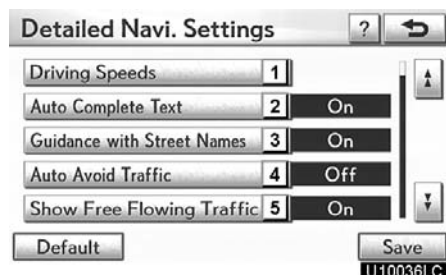 Detailed Navi. Settings ?
Driving Speeds 1
Auto Complete Text 2 On
Guidance with Street Names 3 On
Auto Avoid Traffic 4 Off
Show Free Flowing Traffic 5 On
Default Save
U10036LC